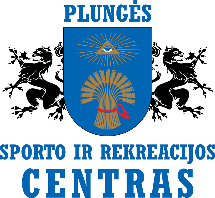 PLUNGĖS
SPORTO IR REKREACIJOS
CENTRAS